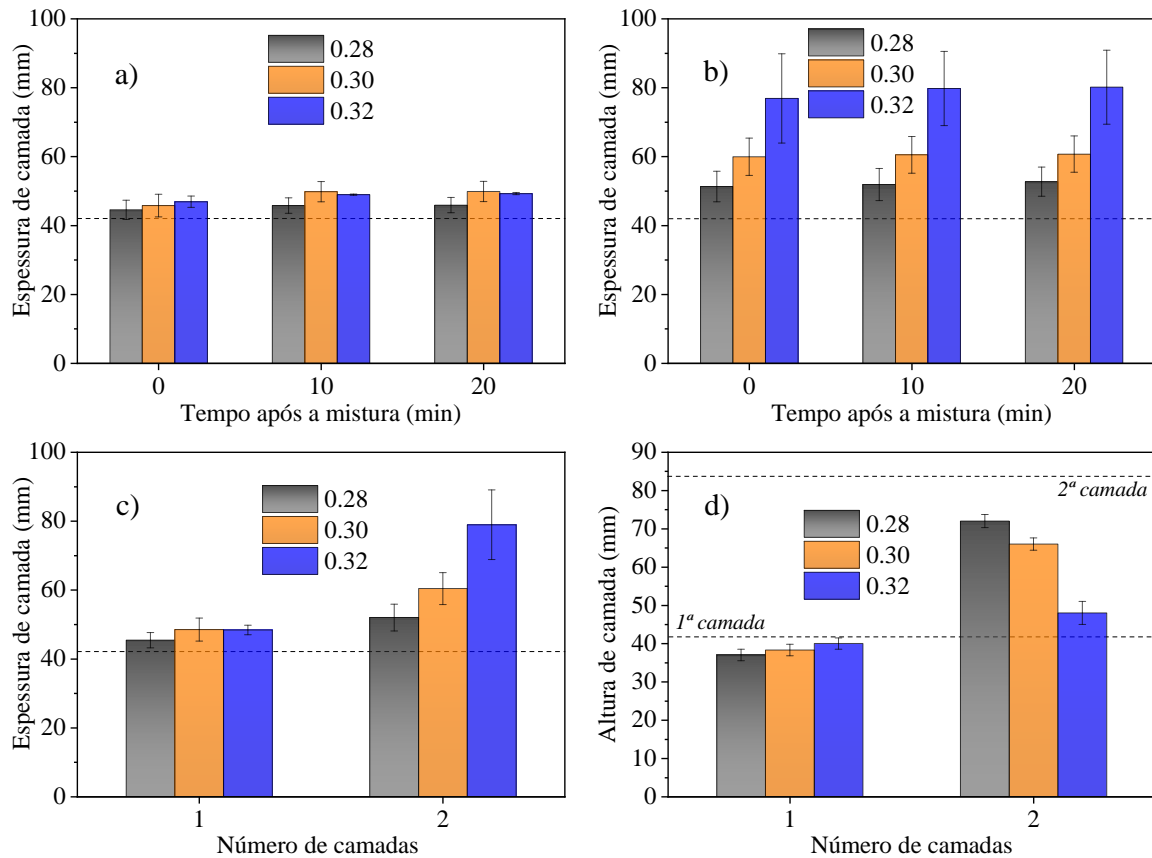 100
80
60
40
20
0
Espessura de camada (mm)
a)
0.28
0.30
0.32
0 10 20
Tempo após a mistura (min)
100
80
60
40
20
0
Espessura de camada (mm)
b)
0.28
0.30
0.32
0 10 20
Tempo após a mistura (min)
100
80
60
40
20
0
Espessura de camada (mm)
c)
0.28
0.30
0.32
1 2
Número de camadas
90
80
70
60
50
40
30
20
10
0
Altura de camada (mm)
d)
2ª camada
0.28
0.30
0.32
1ª camada
1 2
Número de camadas